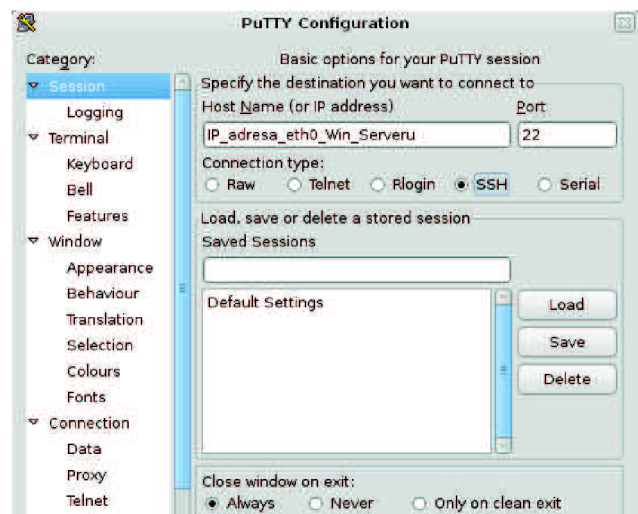 PuTTY Configuration
Category:
Session
Logging
Terminal
Keyboard
Bell
Features
Window
Appearance
Behaviour
Translation
Selection
Colours
Fonts
Connection
Data
Proxy
Telnet
Basic options for your PuTTY session
Specify the destination you want to connect to
Host Name (or IP address) Port
IP_adresa_eth0_Win_Serveru 22
Connection type:
Raw Telnet Rlogin SSH Serial
Load, save or delete a stored session
Saved Sessions
Default Settings
Load
Save
Delete
Close window on exit:
Always Never Only on clean exit